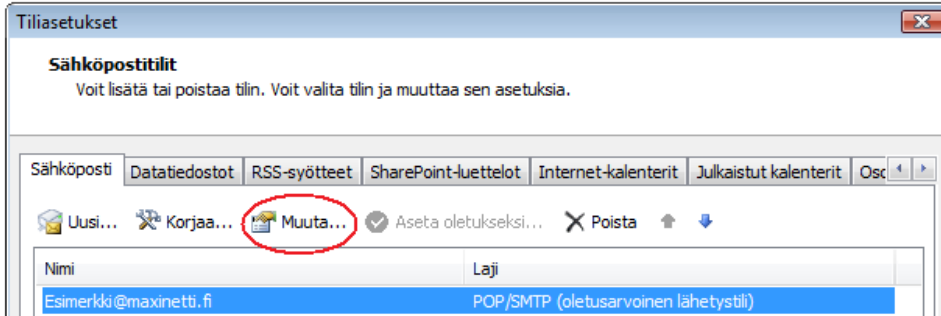 Tiliasetukset
Sähköpostitilit
Voit lisätä tai poistaa tilin. Voit valita tilin ja muuttaa sen asetuksia.
Sähköposti Datatiedostot RSS-syötteet SharePoint-luettelot Internet-kalenterit Julkaistut kalenterit Oso
Uusi... Korjaa... Muuta... Aseta oletukseksi... Poista
Nimi Laji
Esimerkki@maxinetti.fi POP/SMTP (oletusarvoinen lähetystili)